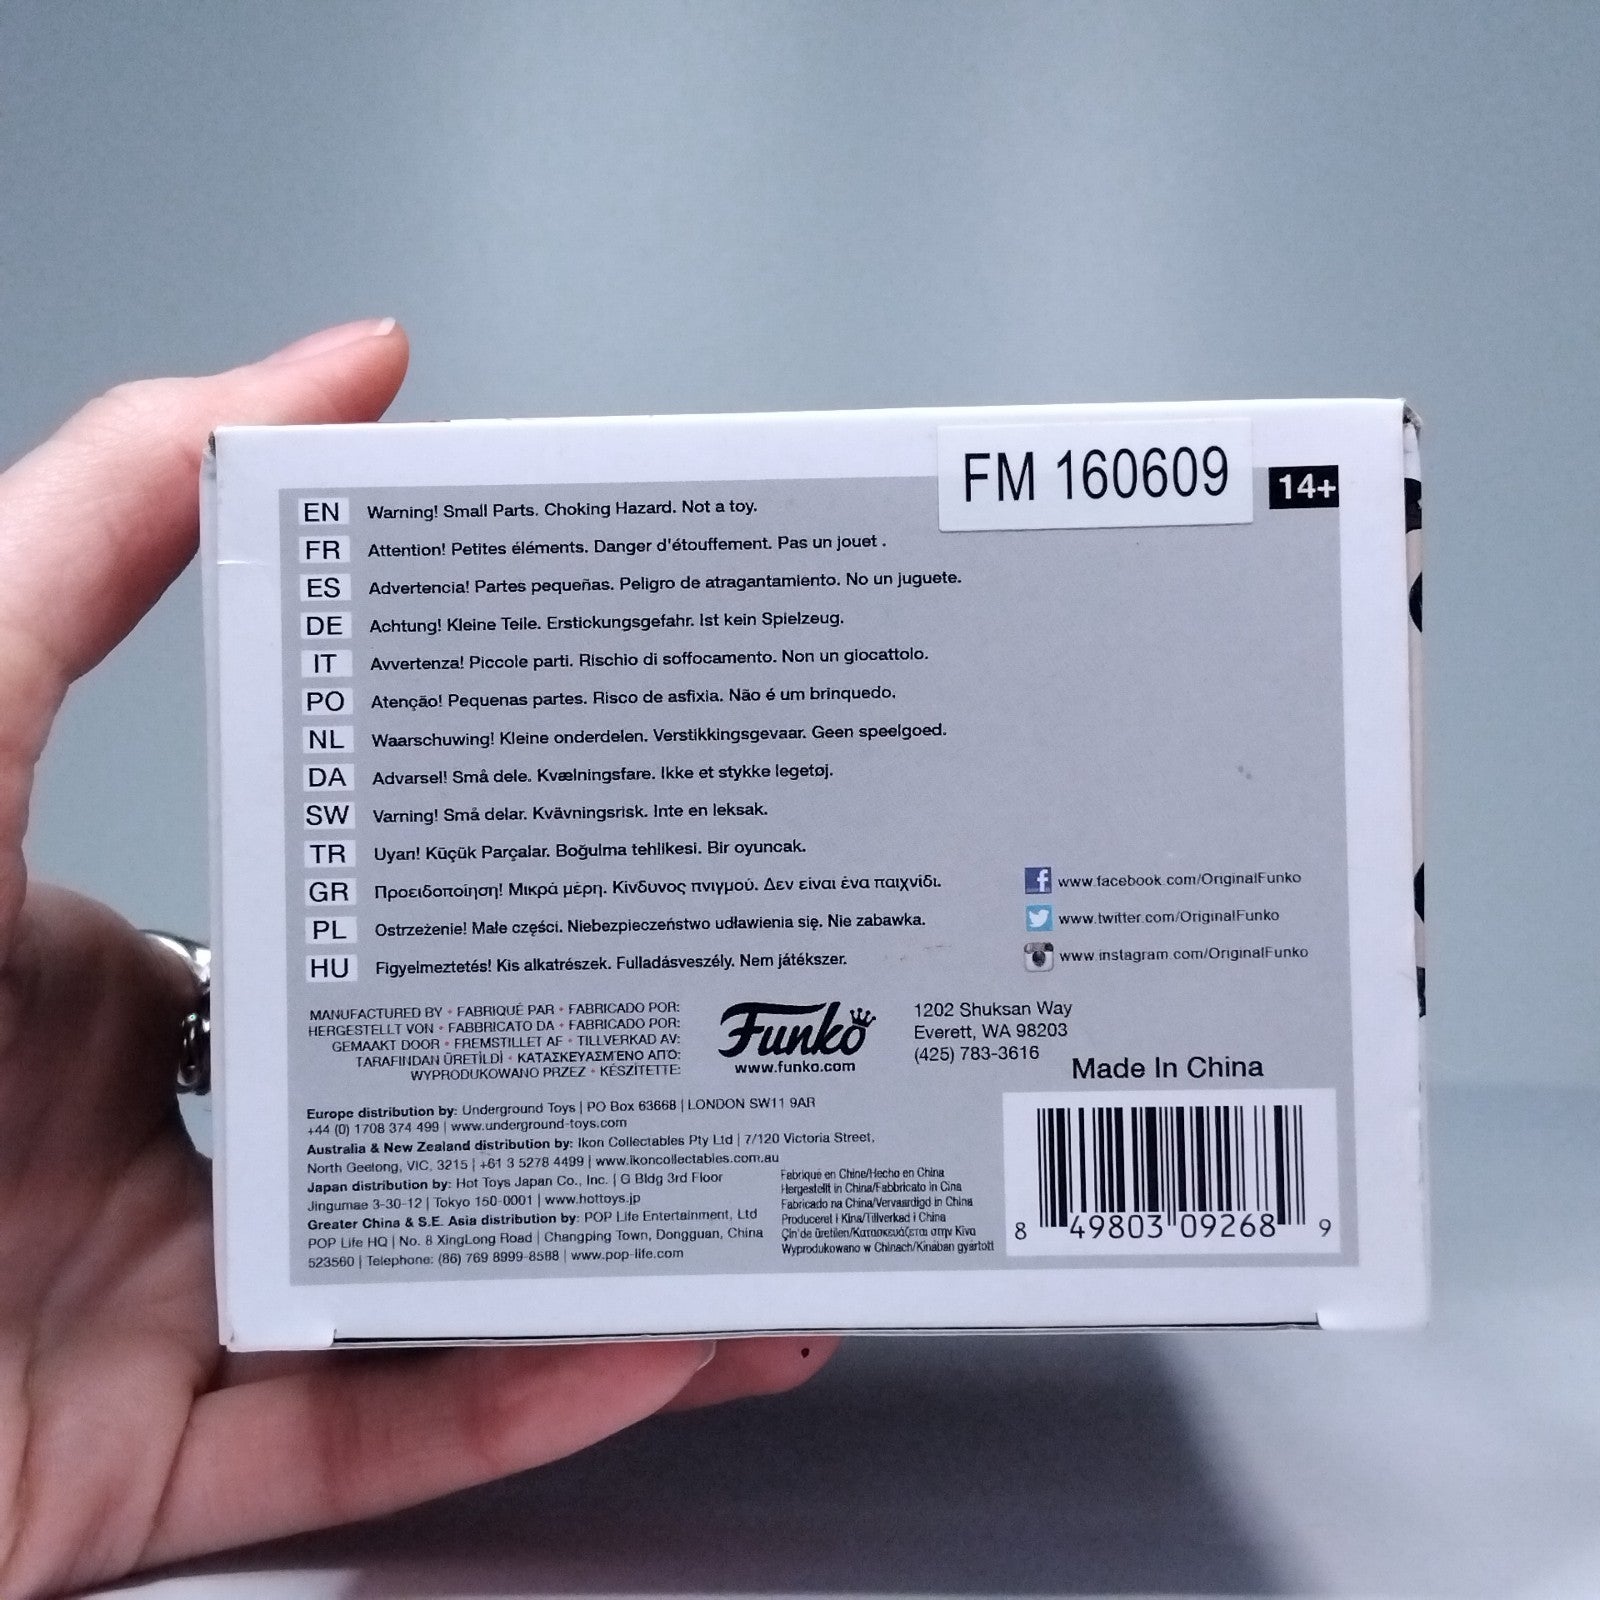 FM 160609
14+
EN Warning! Small Parts. Choking Hazard. Not a toy.
FR Attention! Petites éléments. Danger d'étouffement. Pas un jouet .
ES Advertencia! Partes pequeñas. Peligro de atragantamiento. No un juguete.
DE Achtung! Kleine Teile. Erstickungsgefahr. Ist kein Spielzeug.
IT Avvertenza! Piccole parti. Rischio di soffocamento. Non un giocattolo.
PO Atenção! Pequenas partes. Risco de asfixia. Não é um brinquedo.
NL Waarschuwing! Kleine onderdelen. Verstikkingsgevaar. Geen speelgoed.
DA Advarsel! Små dele. Kvælningsfare. Ikke et stykke legetøj.
SW Varning! Små delar. Kvävningsrisk. Inte en leksak.
TR Uyan! Küçük Parçalar. Boğulma tehlikesi. Bir oyuncak.
GR Προειδοποίηση! Μικρά μέρη. Κίνδυνος πνιγμού. Δεν είναι ένα παιχνίδι.
PL Ostrzeżenie! Małe części. Niebezpieczeństwo udławienia się. Nie zabawka.
HU Figyelmeztetés! Kis alkatrészek. Fulladásveszély. Nem játékszer.
f www.facebook.com/OriginalFunko
www.twitter.com/OriginalFunko
www.instagram.com/OriginalFunko
MANUFACTURED BY • FABRIQUÉ PAR • FABRICADO POR:
HERGESTELLT VON • FABBRICATO DA • FABRICADO POR:
GEMAAKT DOOR • FREMSTILLET AF • TILLVERKAD AV:
TARAFINDAN ÜRETİLDİ • ΚΑΤΑΣΚΕΥΑΣΜΈΝΟ ΑΠΌ:
WYPRODUKOWANO PRZEZ • KÉSZÍTETTE:
Funko
www.funko.com
1202 Shuksan Way
Everett, WA 98203
(425) 783-3616
Made In China
Europe distribution by: Underground Toys | PO Box 63668 | LONDON SW11 9AR
+44 (0) 1708 374 499 | www.underground-toys.com
Australia & New Zealand distribution by: Ikon Collectables Pty Ltd | 7/120 Victoria Street,
North Geelong, VIC, 3215 | +61 3 5278 4499 | www.ikoncollectables.com.au
Japan distribution by: Hot Toys Japan Co., Inc. | G Bldg 3rd Floor
Jingumae 3-30-12 | Tokyo 150-0001 | www.hottoys.jp
Greater China & S.E. Asia distribution by: POP Life Entertainment, Ltd
POP Life HQ | No. 8 XingLong Road | Changping Town, Dongguan, China
523560 | Telephone: (86) 769 8999-8588 | www.pop-life.com
Fabriqué en Chine/Hecho en China
Hergestellt in China/Fabbricato in Cina
Fabricado na China/Vervaardigd in China
Produceret i Kina/Tillverkad i China
Çin'de üretilen/Κατασκευάζεται στην Κίνα
Wyprodukowano w Chinach/Kínában gyártott
8 49803 09268 9